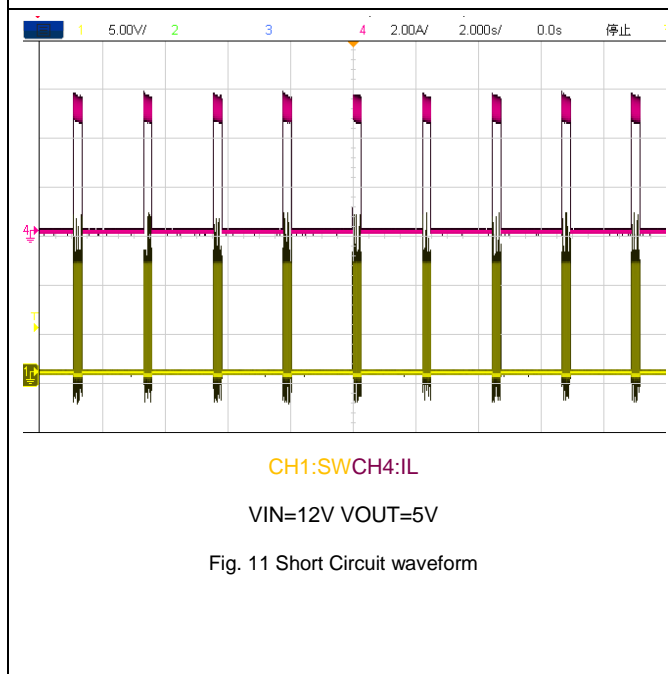 1 5.00V/ 2 3 4 2.00A/ 2.000s/ 0.0s 停止
4
T
1
CH1:SWCH4:IL
VIN=12V VOUT=5V
Fig. 11 Short Circuit waveform